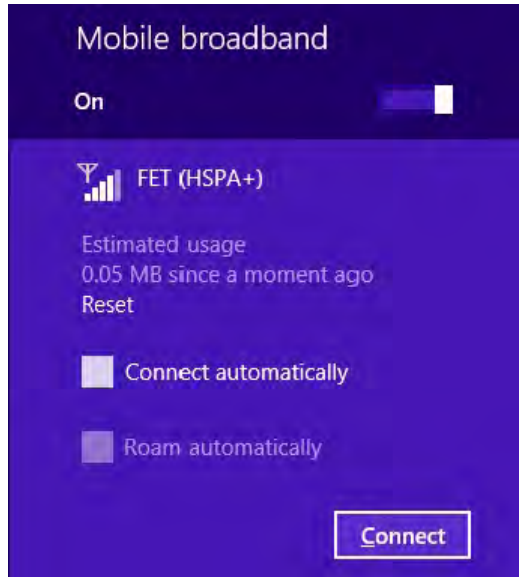 Mobile broadband
On
FET (HSPA+)
Estimated usage
0.05 MB since a moment ago
Reset
Connect automatically
Roam automatically
Connect